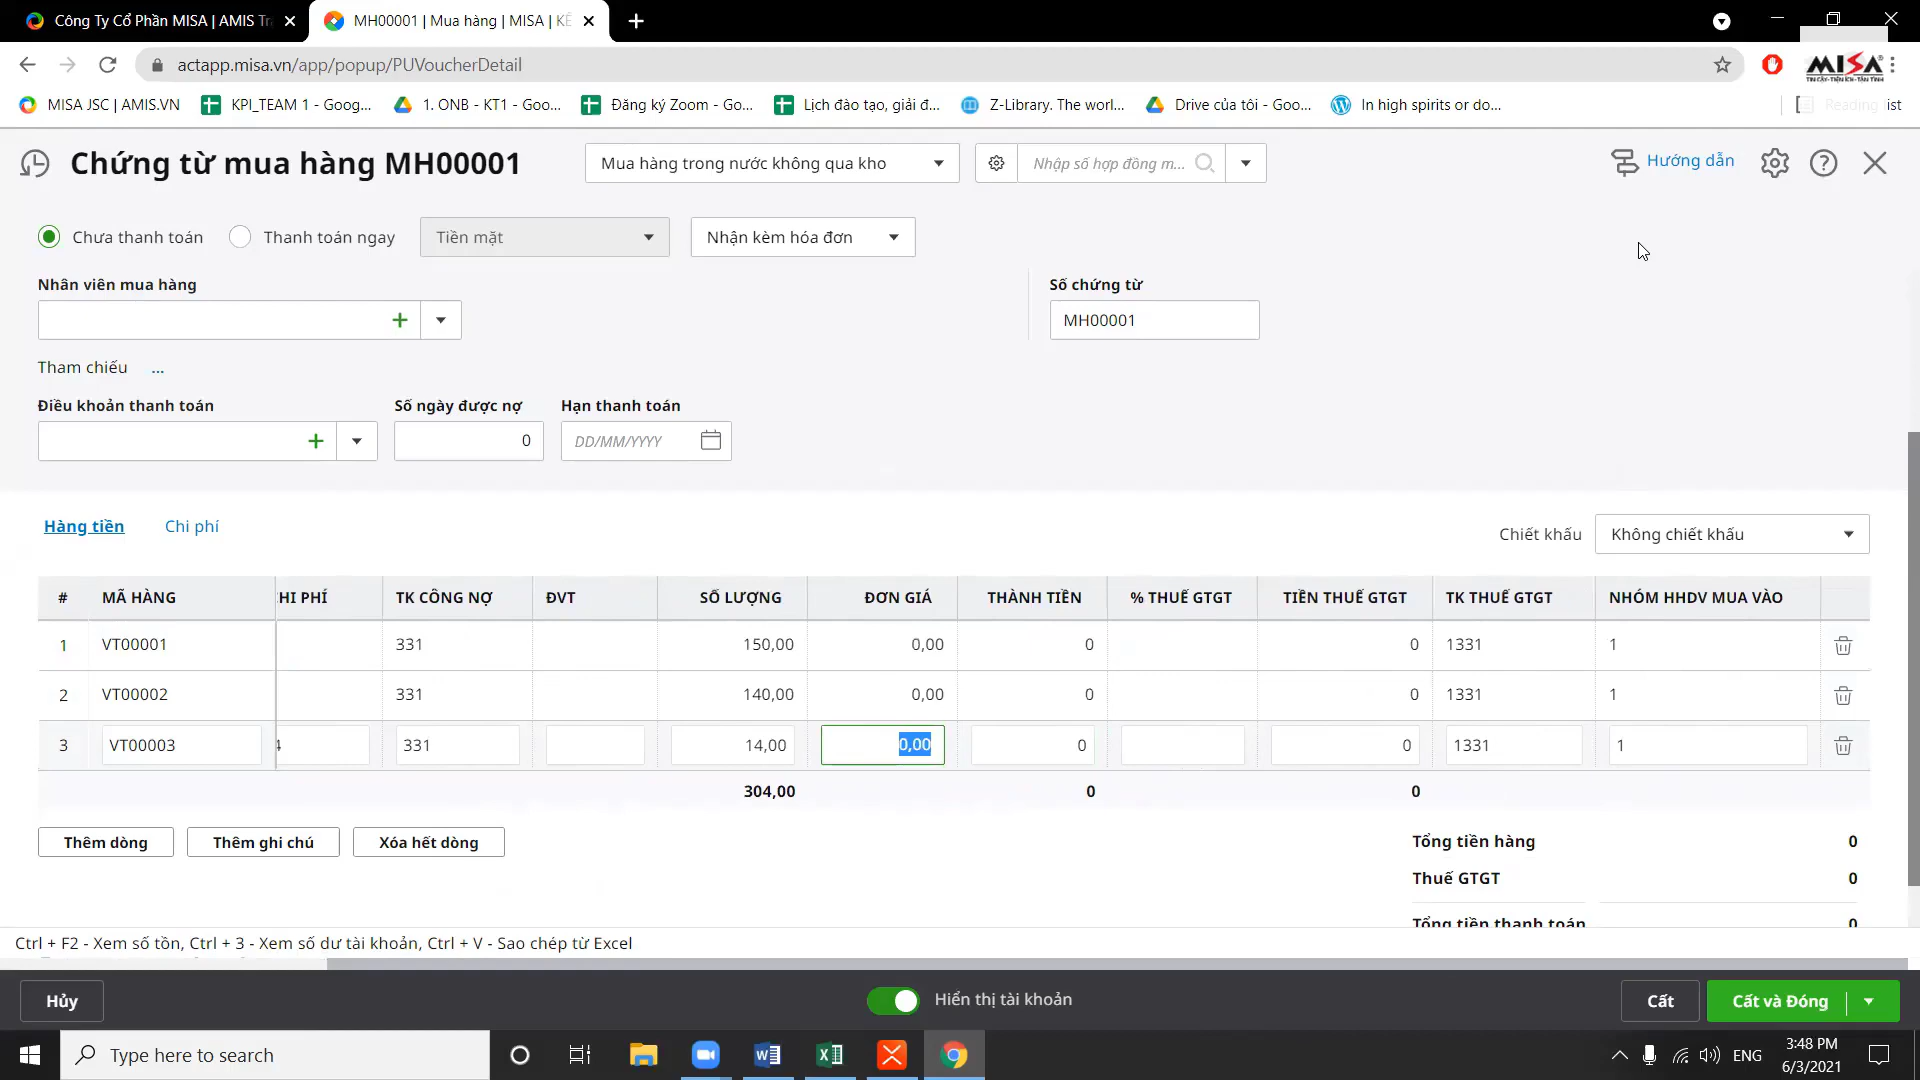 Công Ty Cổ Phần MISA | AMIS Tr
MH00001 | Mua hàng | MISA | KẾ
actapp.misa.vn/app/popup/PUVoucherDetail
MISA
TIN CẬY-TIỆN ÍCH-TẬN TÌNH
MISA JSC | AMIS.VN
KPI_TEAM 1 - Goog...
1. ONB - KT1 - Goo...
Đăng ký Zoom - Go...
Lịch đào tạo, giải đ...
Z-Library. The worl...
Drive của tôi - Goo...
In high spirits or do...
Reading list
Chứng từ mua hàng MH00001
Mua hàng trong nước không qua kho
Nhập số hợp đồng m...
Hướng dẫn
Chưa thanh toán
Thanh toán ngay
Tiền mặt
Nhận kèm hóa đơn
Nhân viên mua hàng
Số chứng từ
MH00001
Tham chiếu ...
Điều khoản thanh toán
Số ngày được nợ
Hạn thanh toán
0
DD/MM/YYYY
Hàng tiền
Chi phí
Chiết khấu
Không chiết khấu
# MÃ HÀNG HI PHÍ TK CÔNG NỢ ĐVT SỐ LƯỢNG ĐƠN GIÁ THÀNH TIỀN % THUẾ GTGT TIỀN THUẾ GTGT TK THUẾ GTGT NHÓM HHDV MUA VÀO
1 VT00001 331 150,00 0,00 0 0 1331 1
2 VT00002 331 140,00 0,00 0 0 1331 1
3 VT00003 4 331 14,00 0,00 0 0 1331 1
304,00 0 0
Thêm dòng
Thêm ghi chú
Xóa hết dòng
Tổng tiền hàng 0
Thuế GTGT 0
Tổng tiền thanh toán 0
Ctrl + F2 - Xem số tồn, Ctrl + 3 - Xem số dư tài khoản, Ctrl + V - Sao chép từ Excel
Hủy
Hiển thị tài khoản
Cất
Cất và Đóng
Type here to search
ENG
3:48 PM
6/3/2021